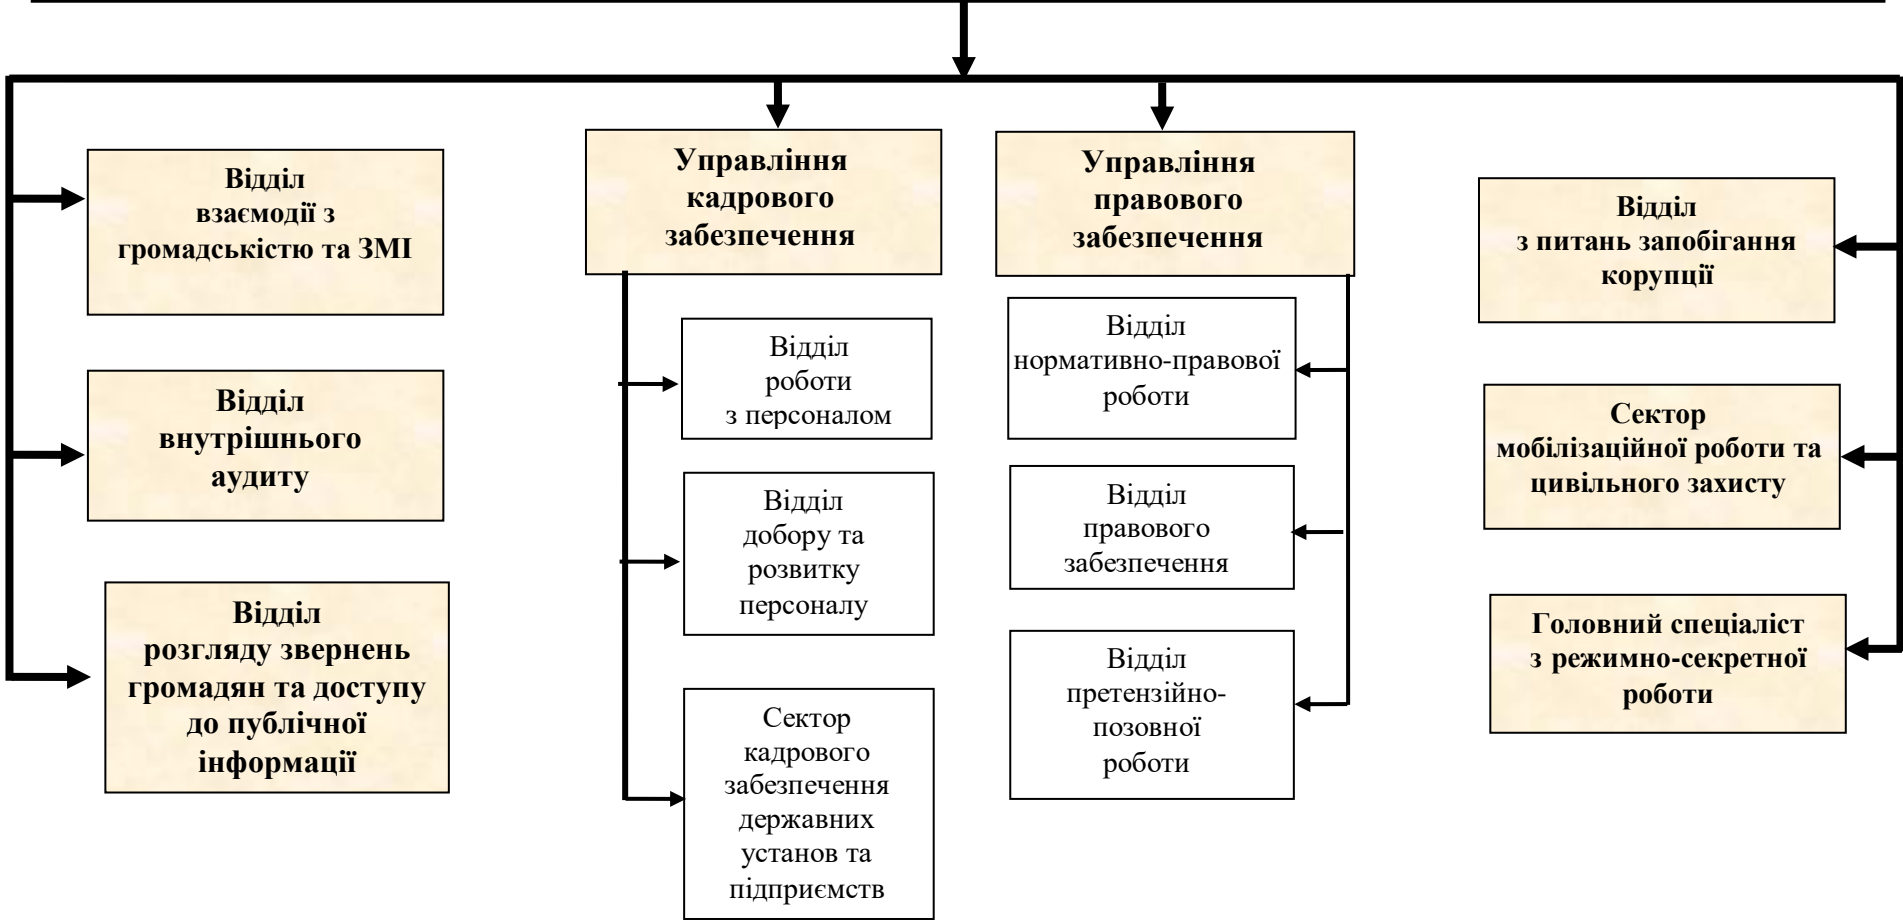 Відділ
взаємодії з
громадськістю та ЗМІ
Відділ
внутрішнього
аудиту
Відділ
розгляду звернень
громадян та доступу
до публічної
інформації
Управління
кадрового
забезпечення
Відділ
роботи
з персоналом
Відділ
добору та
розвитку
персоналу
Сектор
кадрового
забезпечення
державних
установ та
підприємств
Управління
правового
забезпечення
Відділ
нормативно-правової
роботи
Відділ
правового
забезпечення
Відділ
претензійно-
позовної
роботи
Відділ
з питань запобігання
корупції
Сектор
мобілізаційної роботи та
цивільного захисту
Головний спеціаліст
з режимно-секретної
роботи